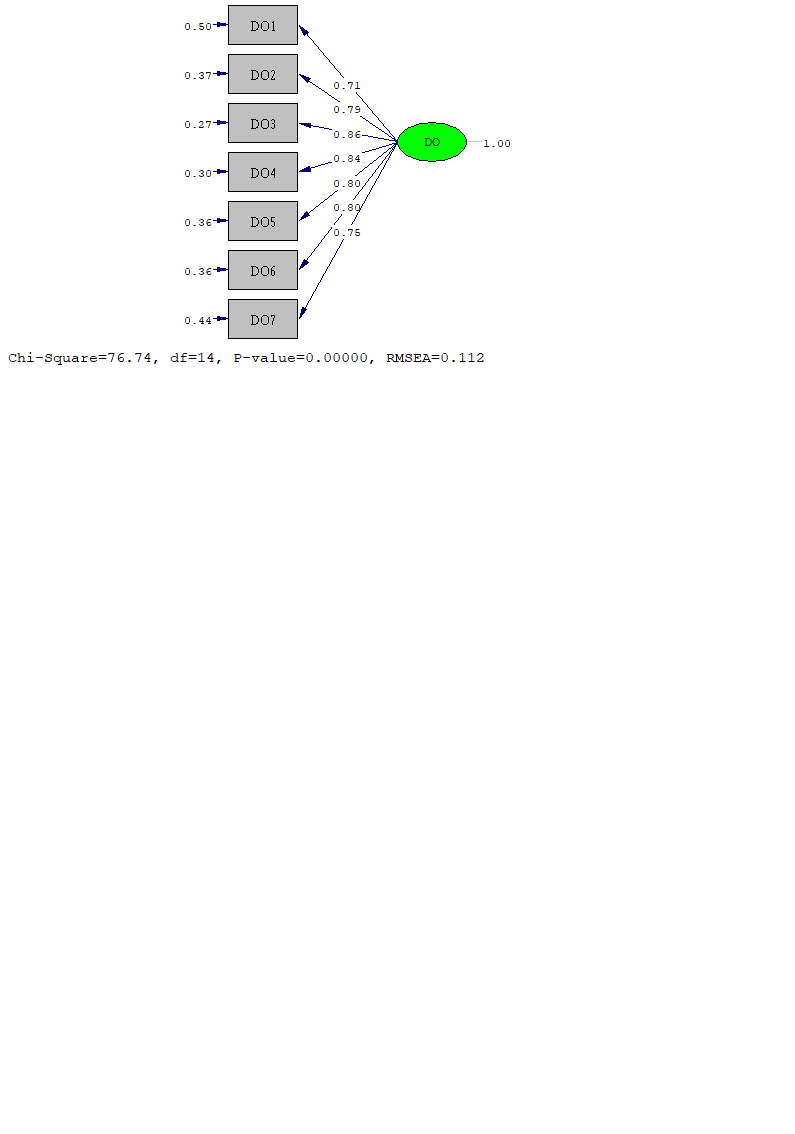 0.50 DO1
0.71
0.37 DO2
0.79
0.27 DO3
0.86
DO 1.00
0.84
0.30 DO4
0.80
0.36 DO5
0.80
0.75
0.36 DO6
0.44 DO7
Chi-Square=76.74, df=14, P-value=0.00000, RMSEA=0.112